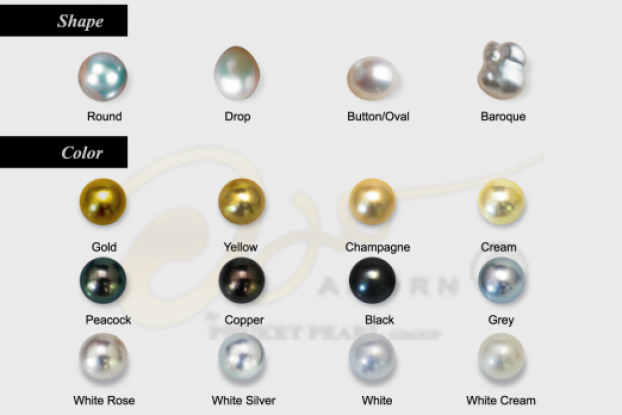 Shape
Round Drop Button/Oval Baroque
Color
Gold Yellow Champagne Cream
Peacock Copper Black Grey
White Rose White Silver White White Cream